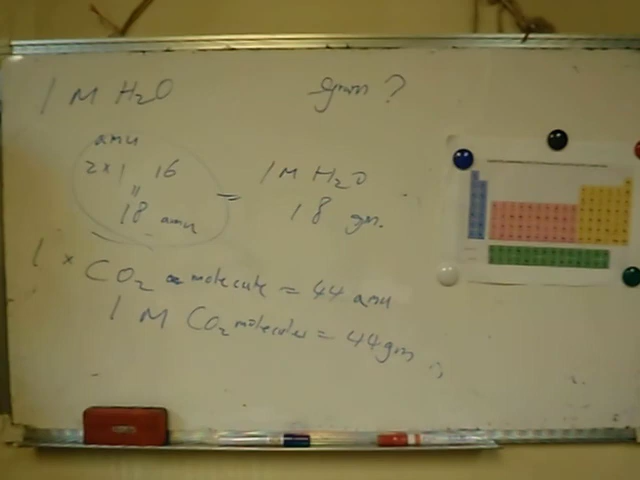 1 M H2O gram ?
amu
2 x 1 16
"
18 amu
= 1 M H2O
18 gm.
1 x CO2 molecule = 44 amu
1 M CO2 molecules = 44 gms